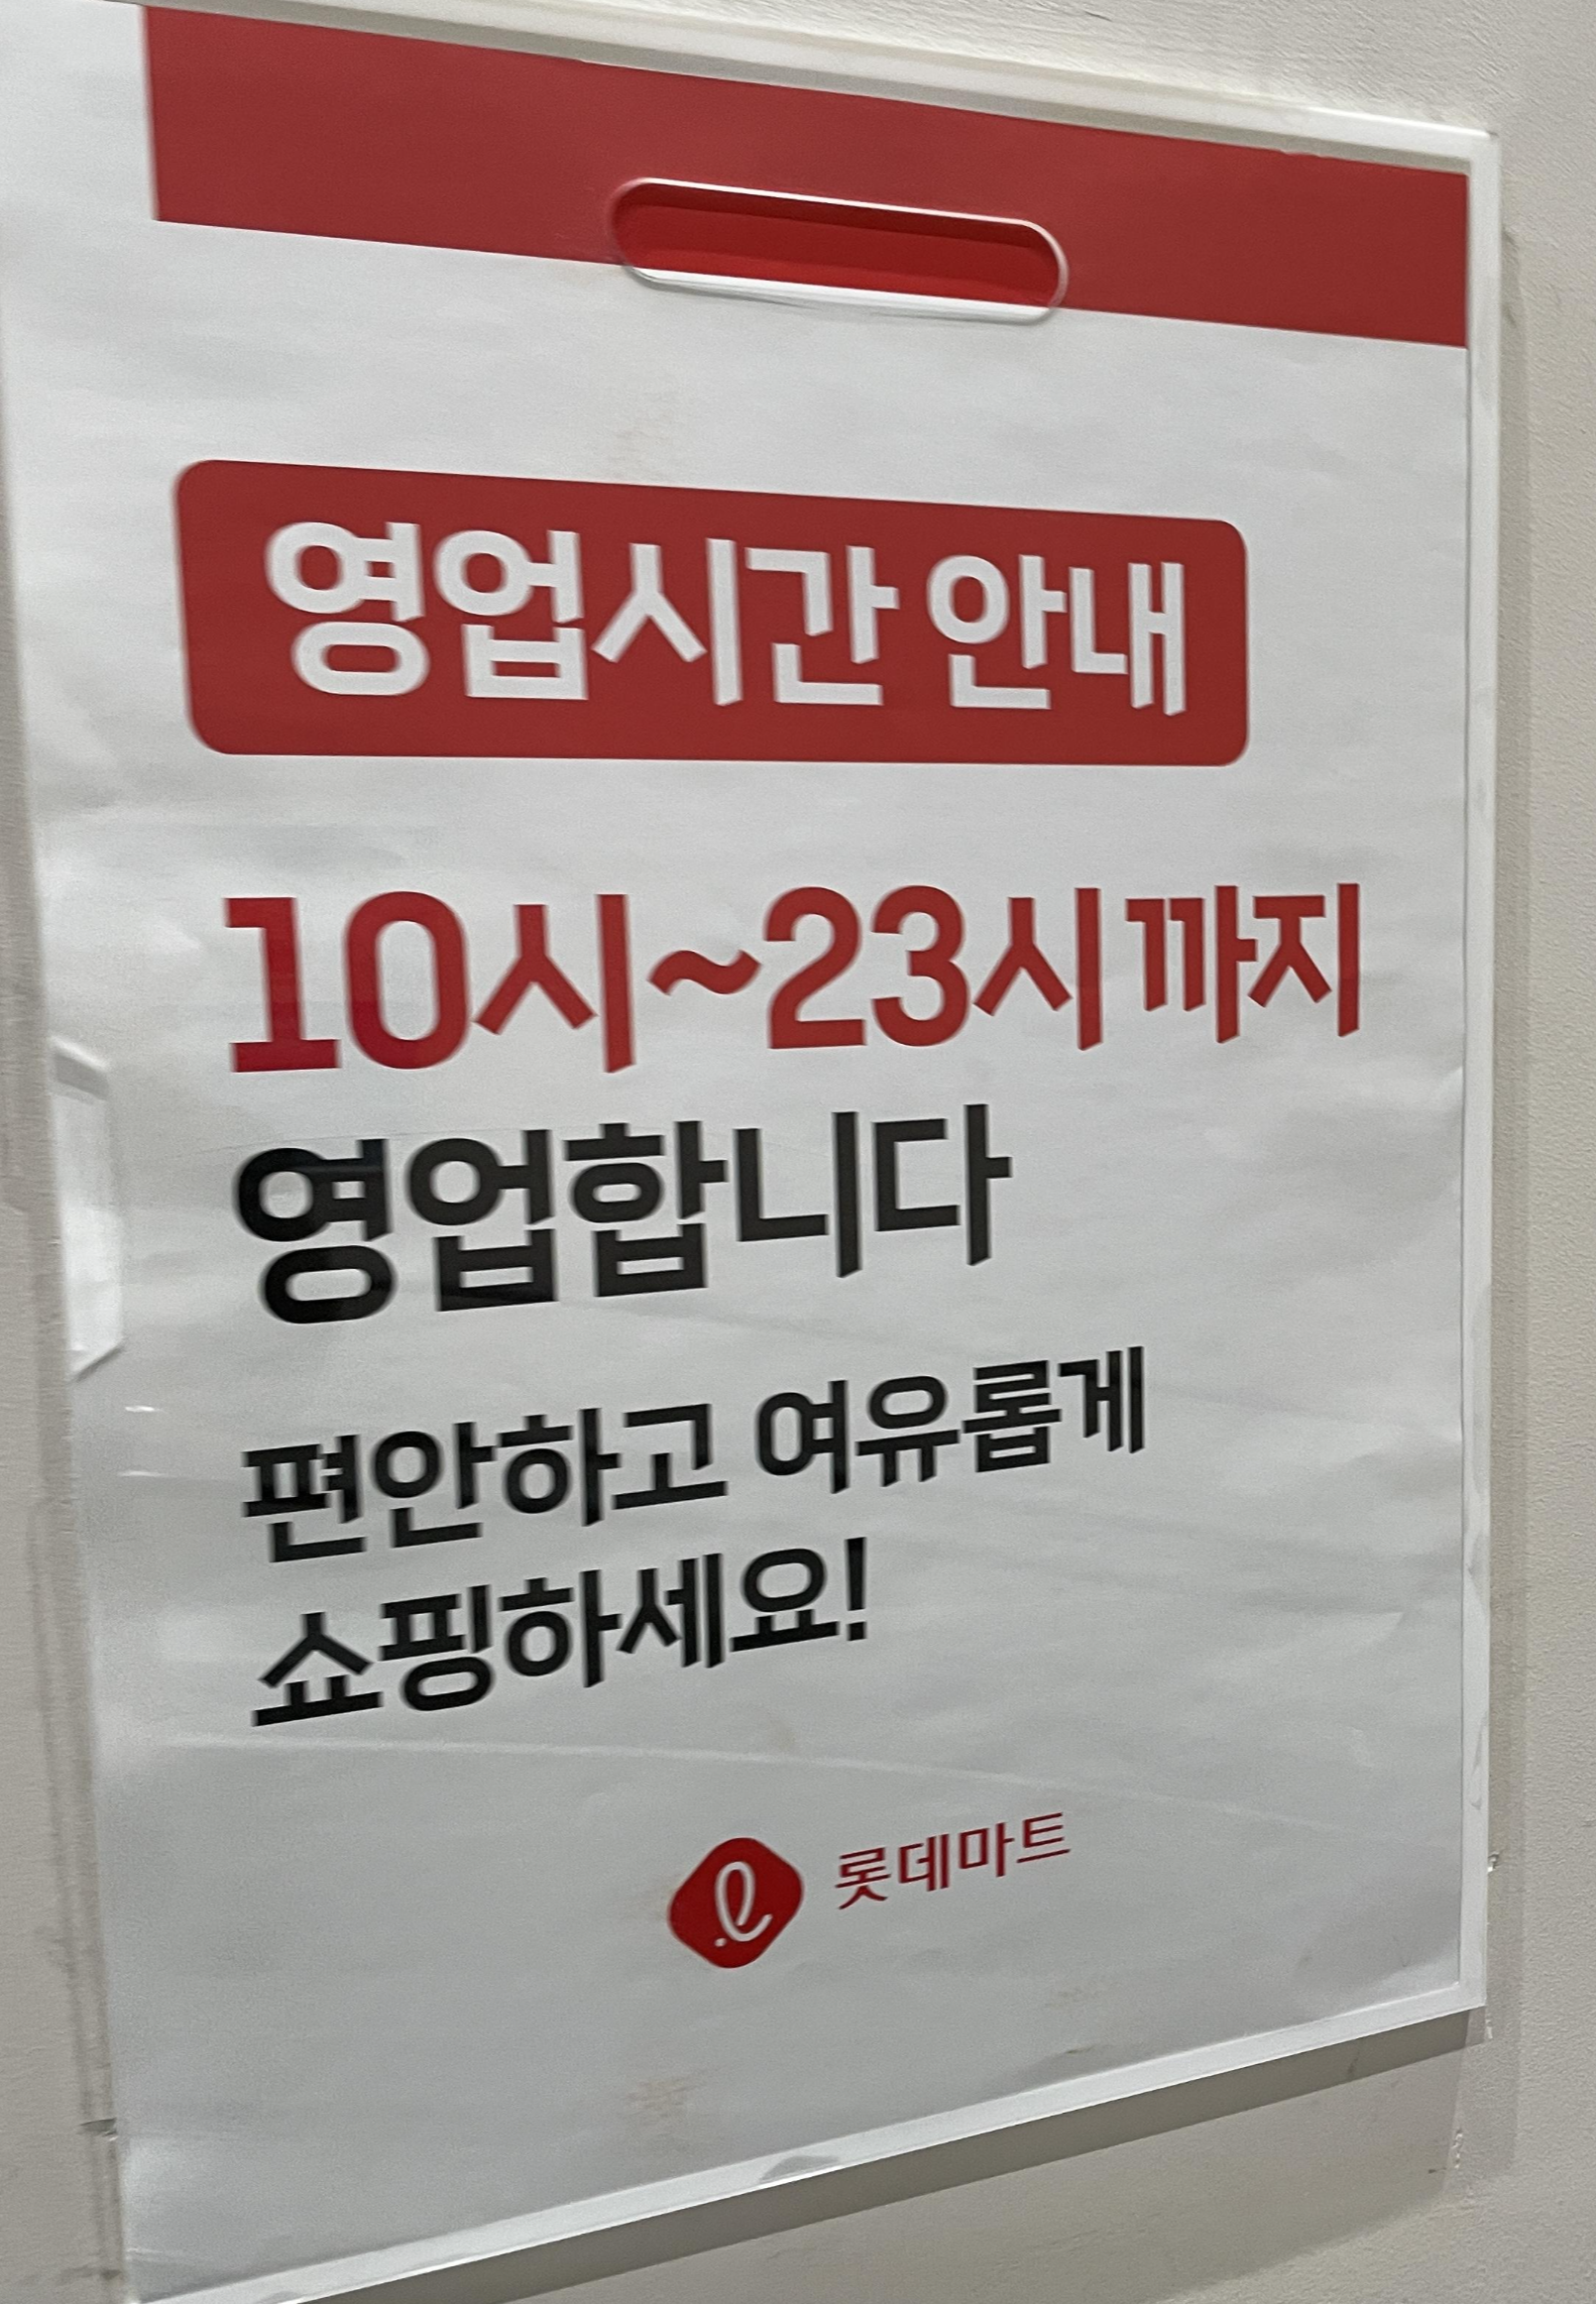 영업시간 안내
10시~23시까지
영업합니다
편안하고 여유롭게
쇼핑하세요!
롯데마트